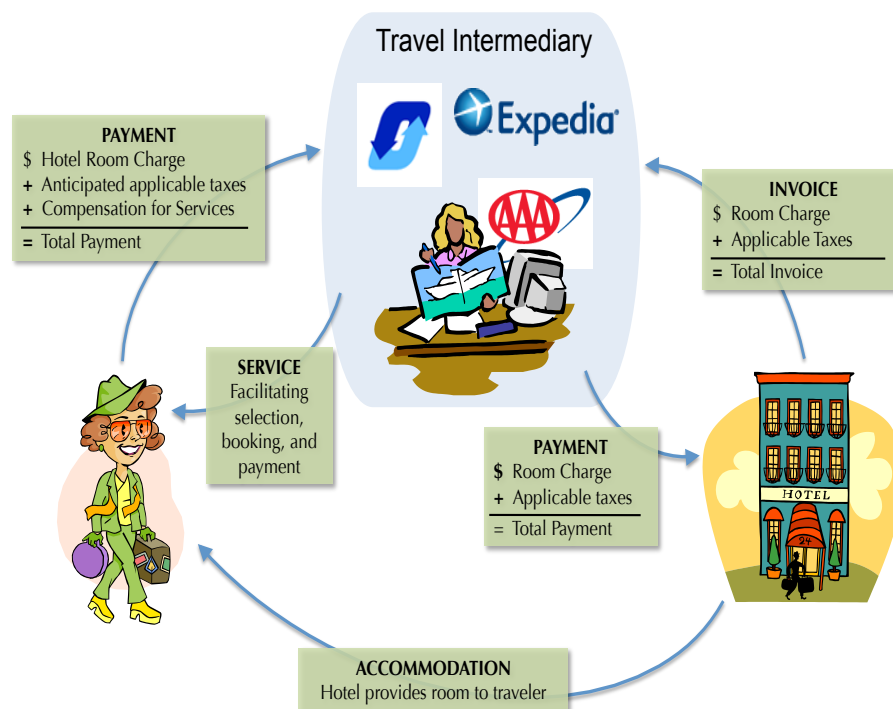 Travel Intermediary
Expedia
AAA
PAYMENT
$ Hotel Room Charge
+ Anticipated applicable taxes
+ Compensation for Services
= Total Payment
INVOICE
$ Room Charge
+ Applicable Taxes
= Total Invoice
SERVICE
Facilitating
selection,
booking, and
payment
PAYMENT
$ Room Charge
+ Applicable taxes
= Total Payment
HOTEL
24
ACCOMMODATION
Hotel provides room to traveler